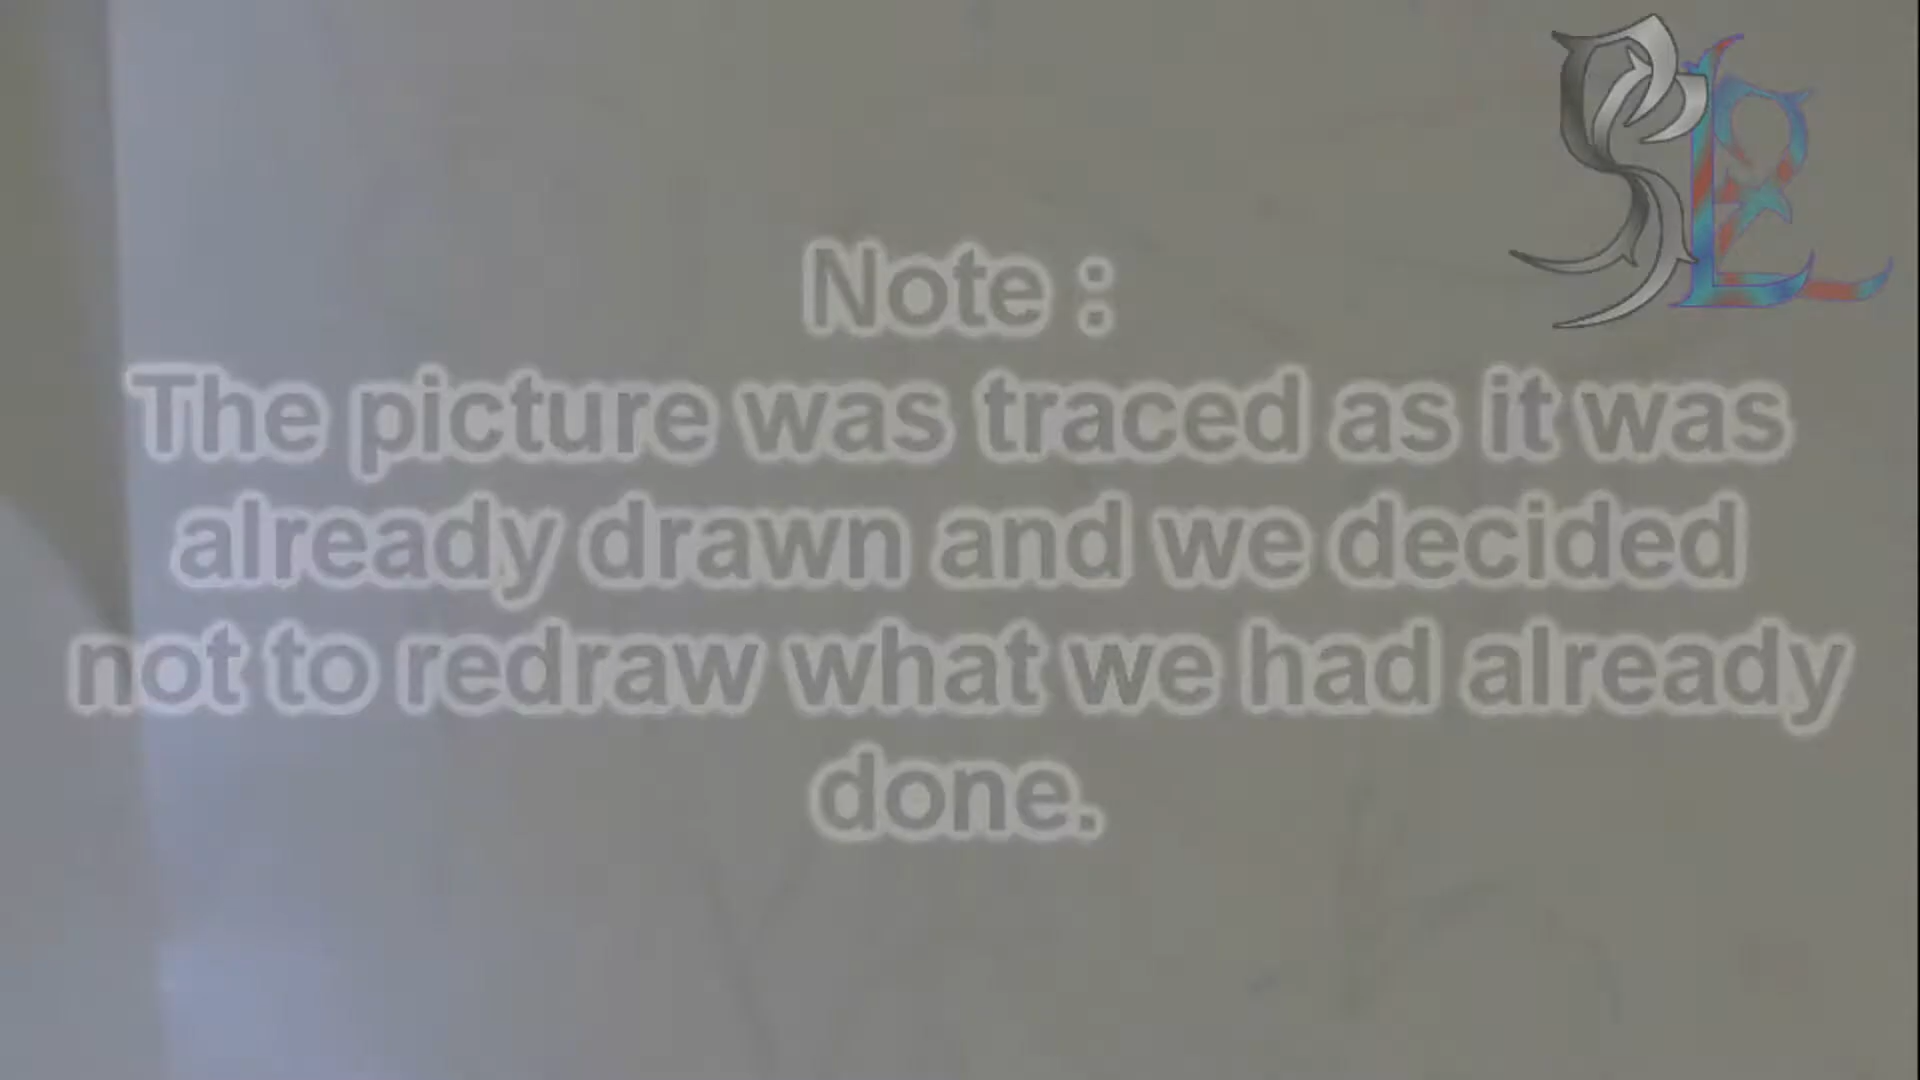 Note :
The picture was traced as it was
already drawn and we decided
not to redraw what we had already
done.